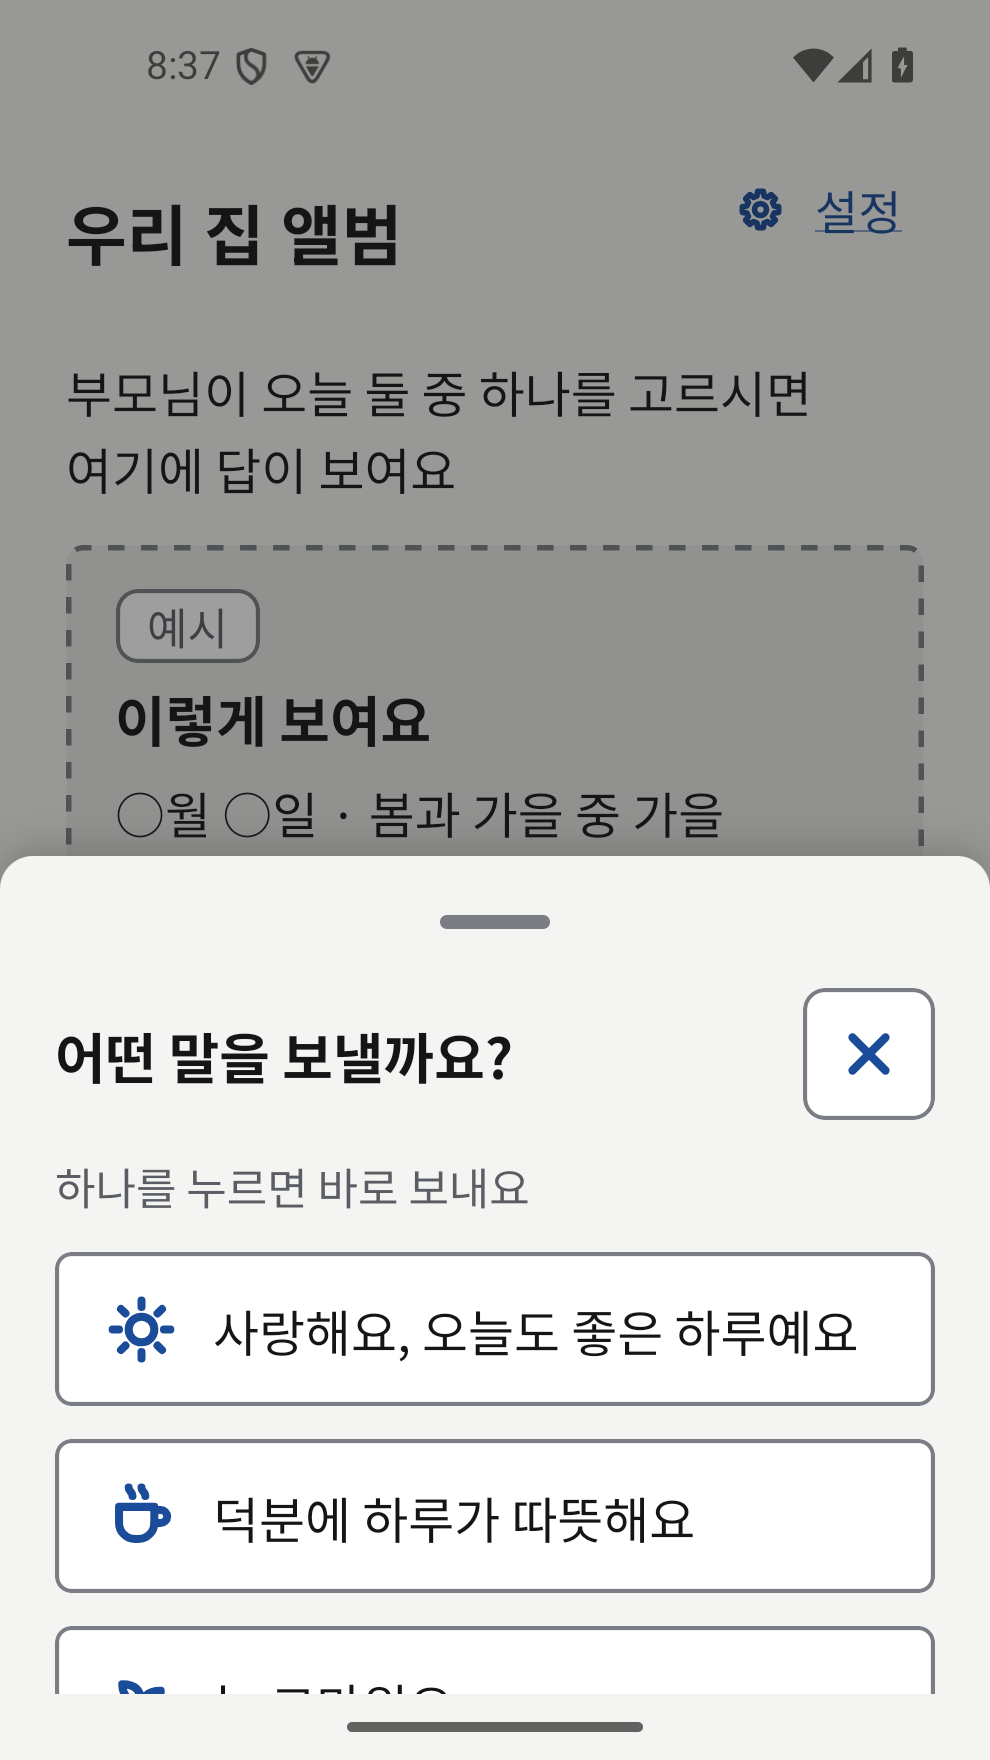 8:37
우리 집 앨범
설정
부모님이 오늘 둘 중 하나를 고르시면
여기에 답이 보여요
예시
이렇게 보여요
◯월 ◯일 · 봄과 가을 중 가을
어떤 말을 보낼까요?
하나를 누르면 바로 보내요
사랑해요, 오늘도 좋은 하루예요
덕분에 하루가 따뜻해요